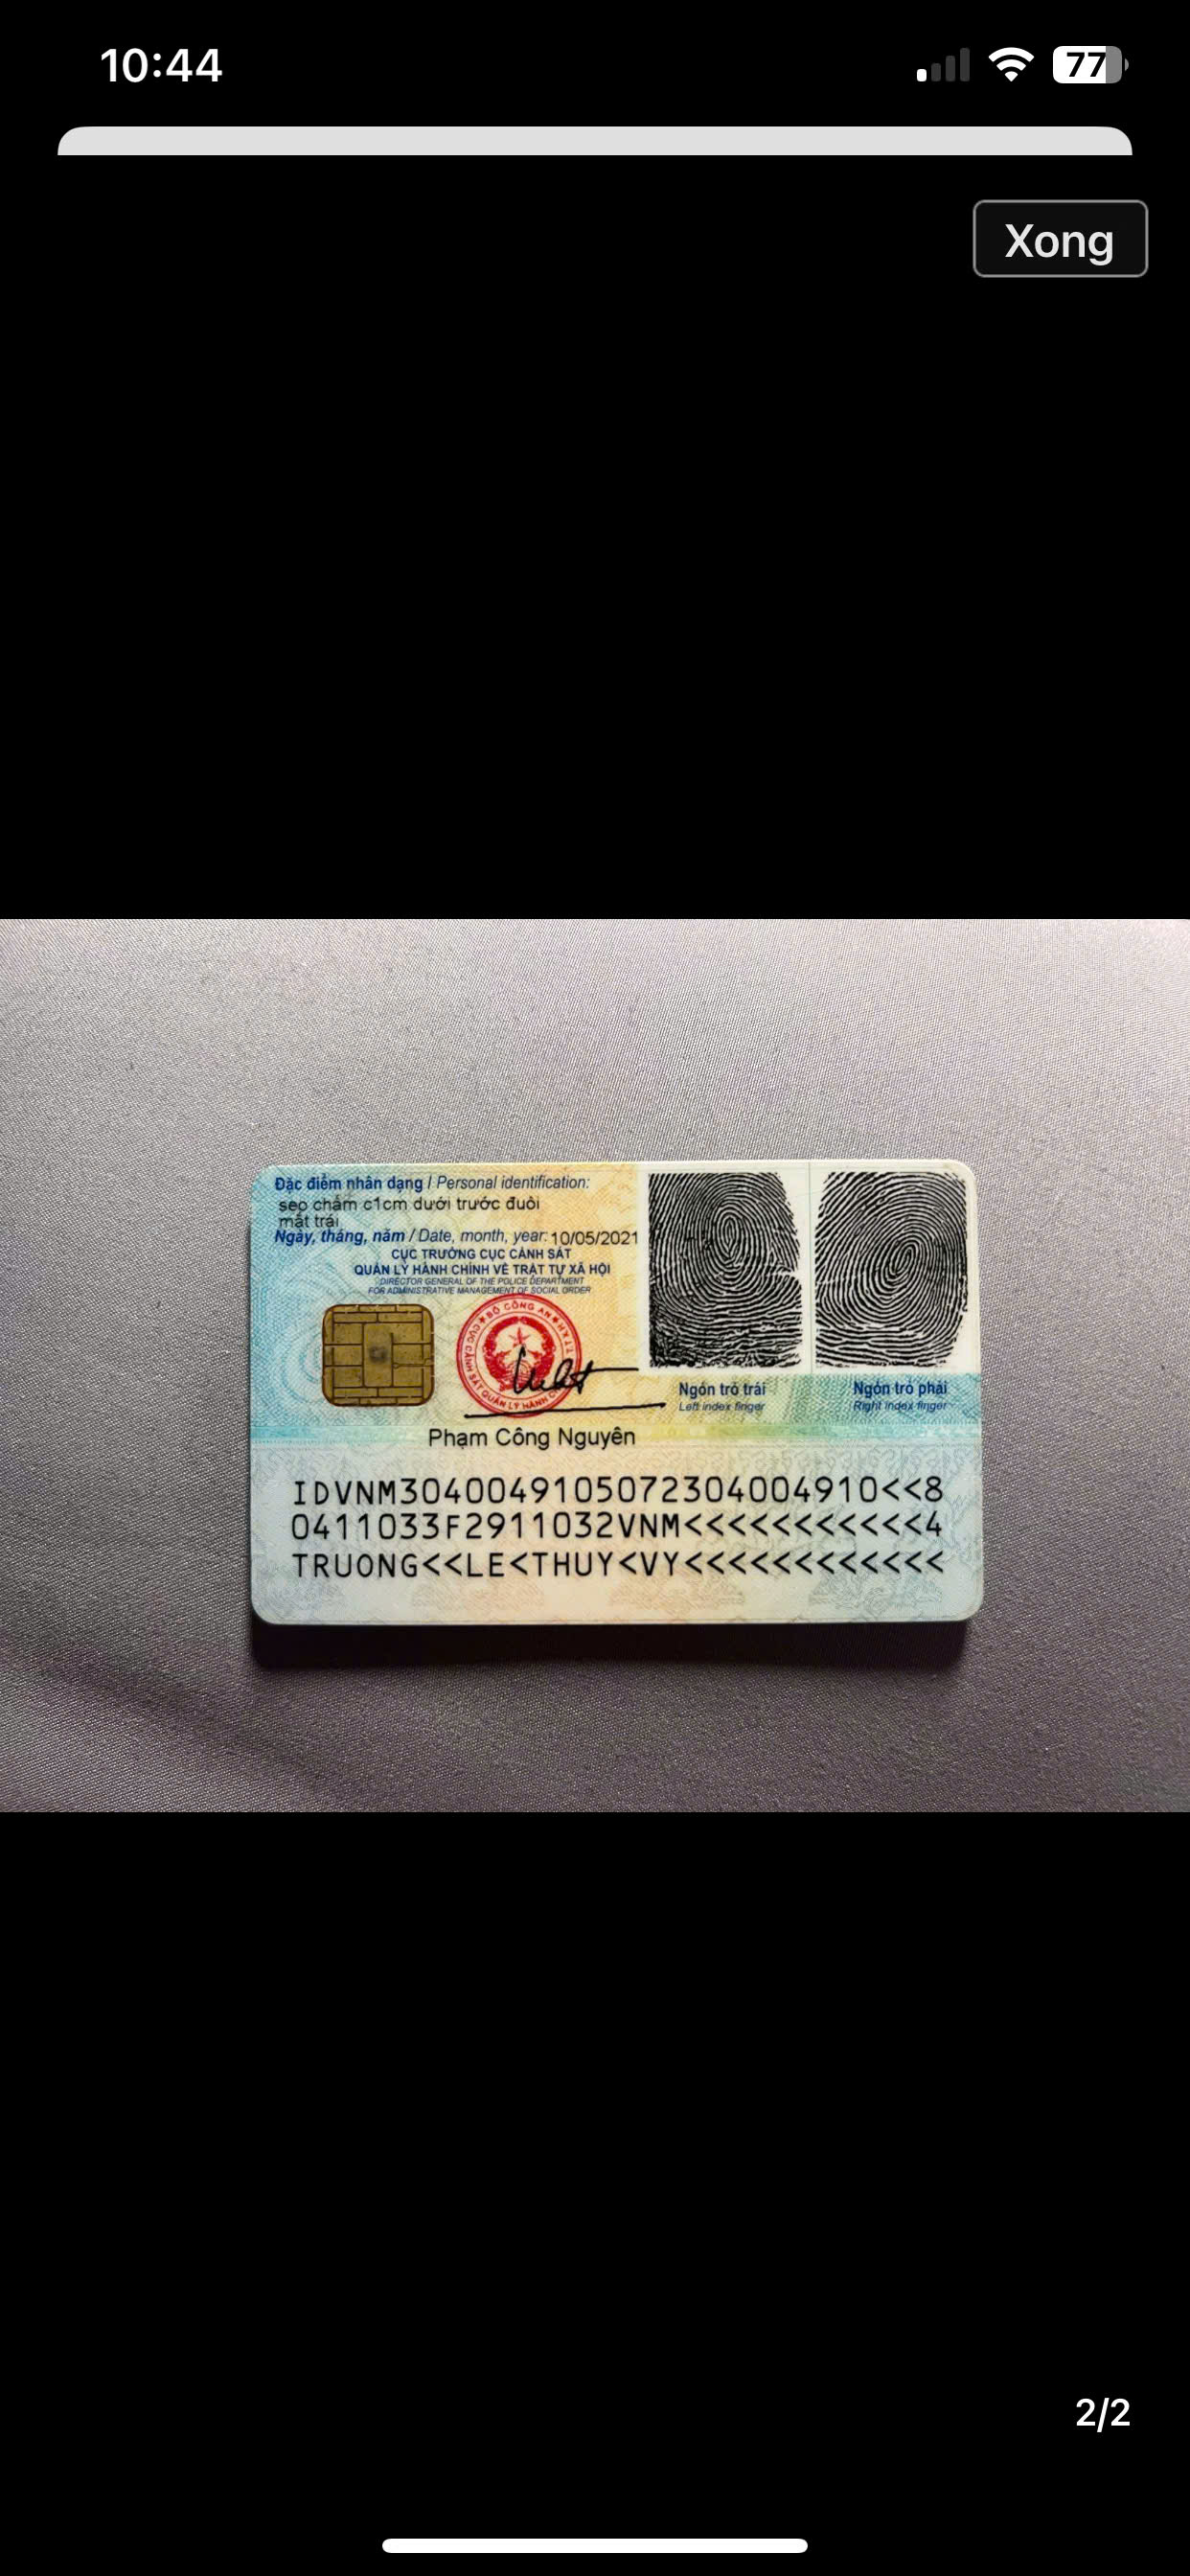 10:44
77
Xong
Đặc điểm nhân dạng / Personal identification:
sẹo chấm c1cm dưới trước đuôi
mắt trái
Ngày, tháng, năm / Date, month, year: 10/05/2021
CỤC TRƯỞNG CỤC CẢNH SÁT
QUẢN LÝ HÀNH CHÍNH VỀ TRẬT TỰ XÃ HỘI
DIRECTOR GENERAL OF THE POLICE DEPARTMENT
FOR ADMINISTRATIVE MANAGEMENT OF SOCIAL ORDER
BỘ CÔNG AN
Ngón trỏ trái
Left index finger
Ngón trỏ phải
Right index finger
Phạm Công Nguyên
IDVNM3040049105072304004910<<8
0411033F2911032VNM<<<<<<<<<<<4
TRUONG<<LE<THUY<VY<<<<<<<<<<<<
2/2